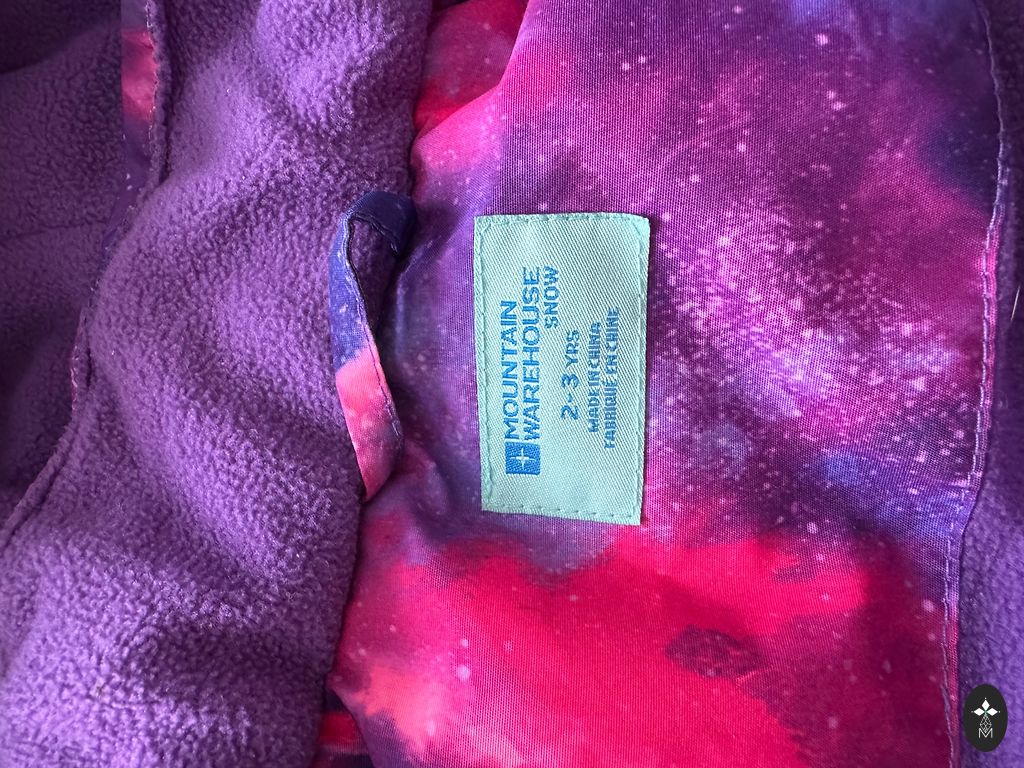 MOUNTAIN
WAREHOUSE
SNOW
2-3 YRS
MADE IN CHINA
FABRIQUÉ EN CHINE
M